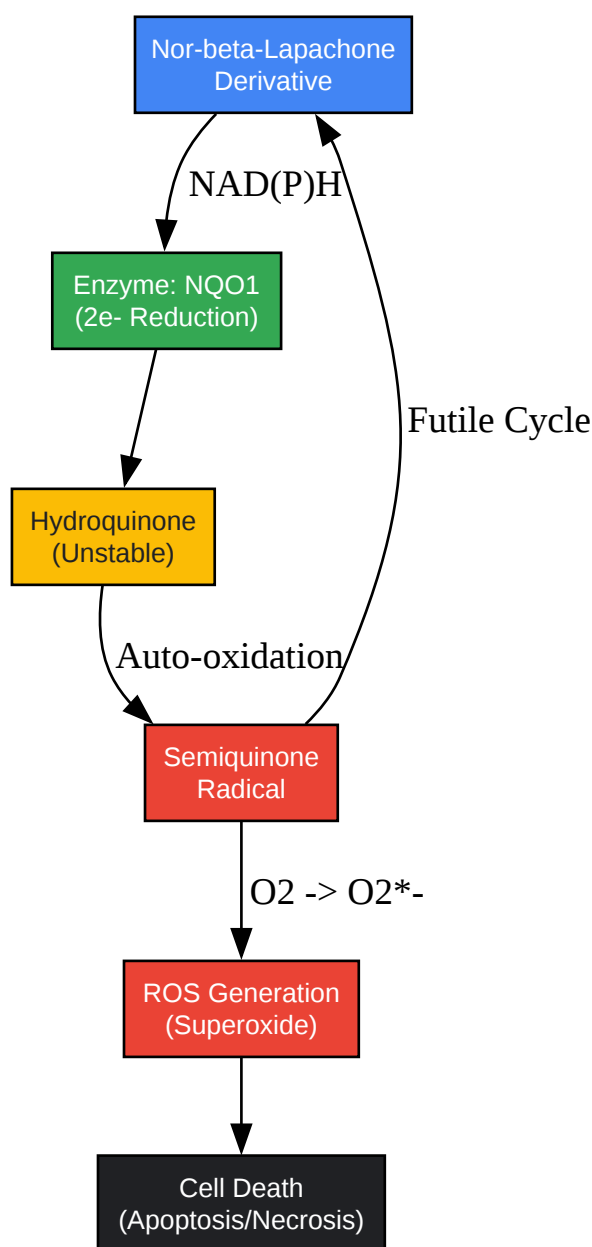 Nor-beta-Lapachone
Derivative
NAD(P)H
Enzyme: NQO1
(2e- Reduction)
Futile Cycle
Hydroquinone
(Unstable)
Auto-oxidation
Semiquinone
Radical
O2 -> O2*-
ROS Generation
(Superoxide)
Cell Death
(Apoptosis/Necrosis)